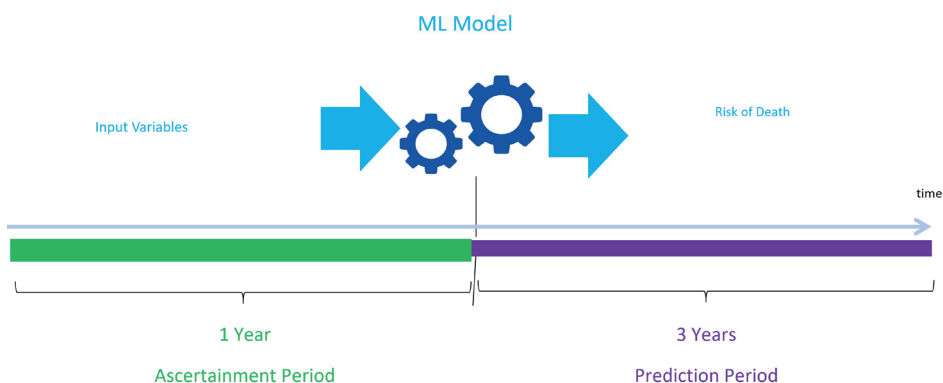 ML Model
Input Variables
Risk of Death
time
1 Year
Ascertainment Period
3 Years
Prediction Period